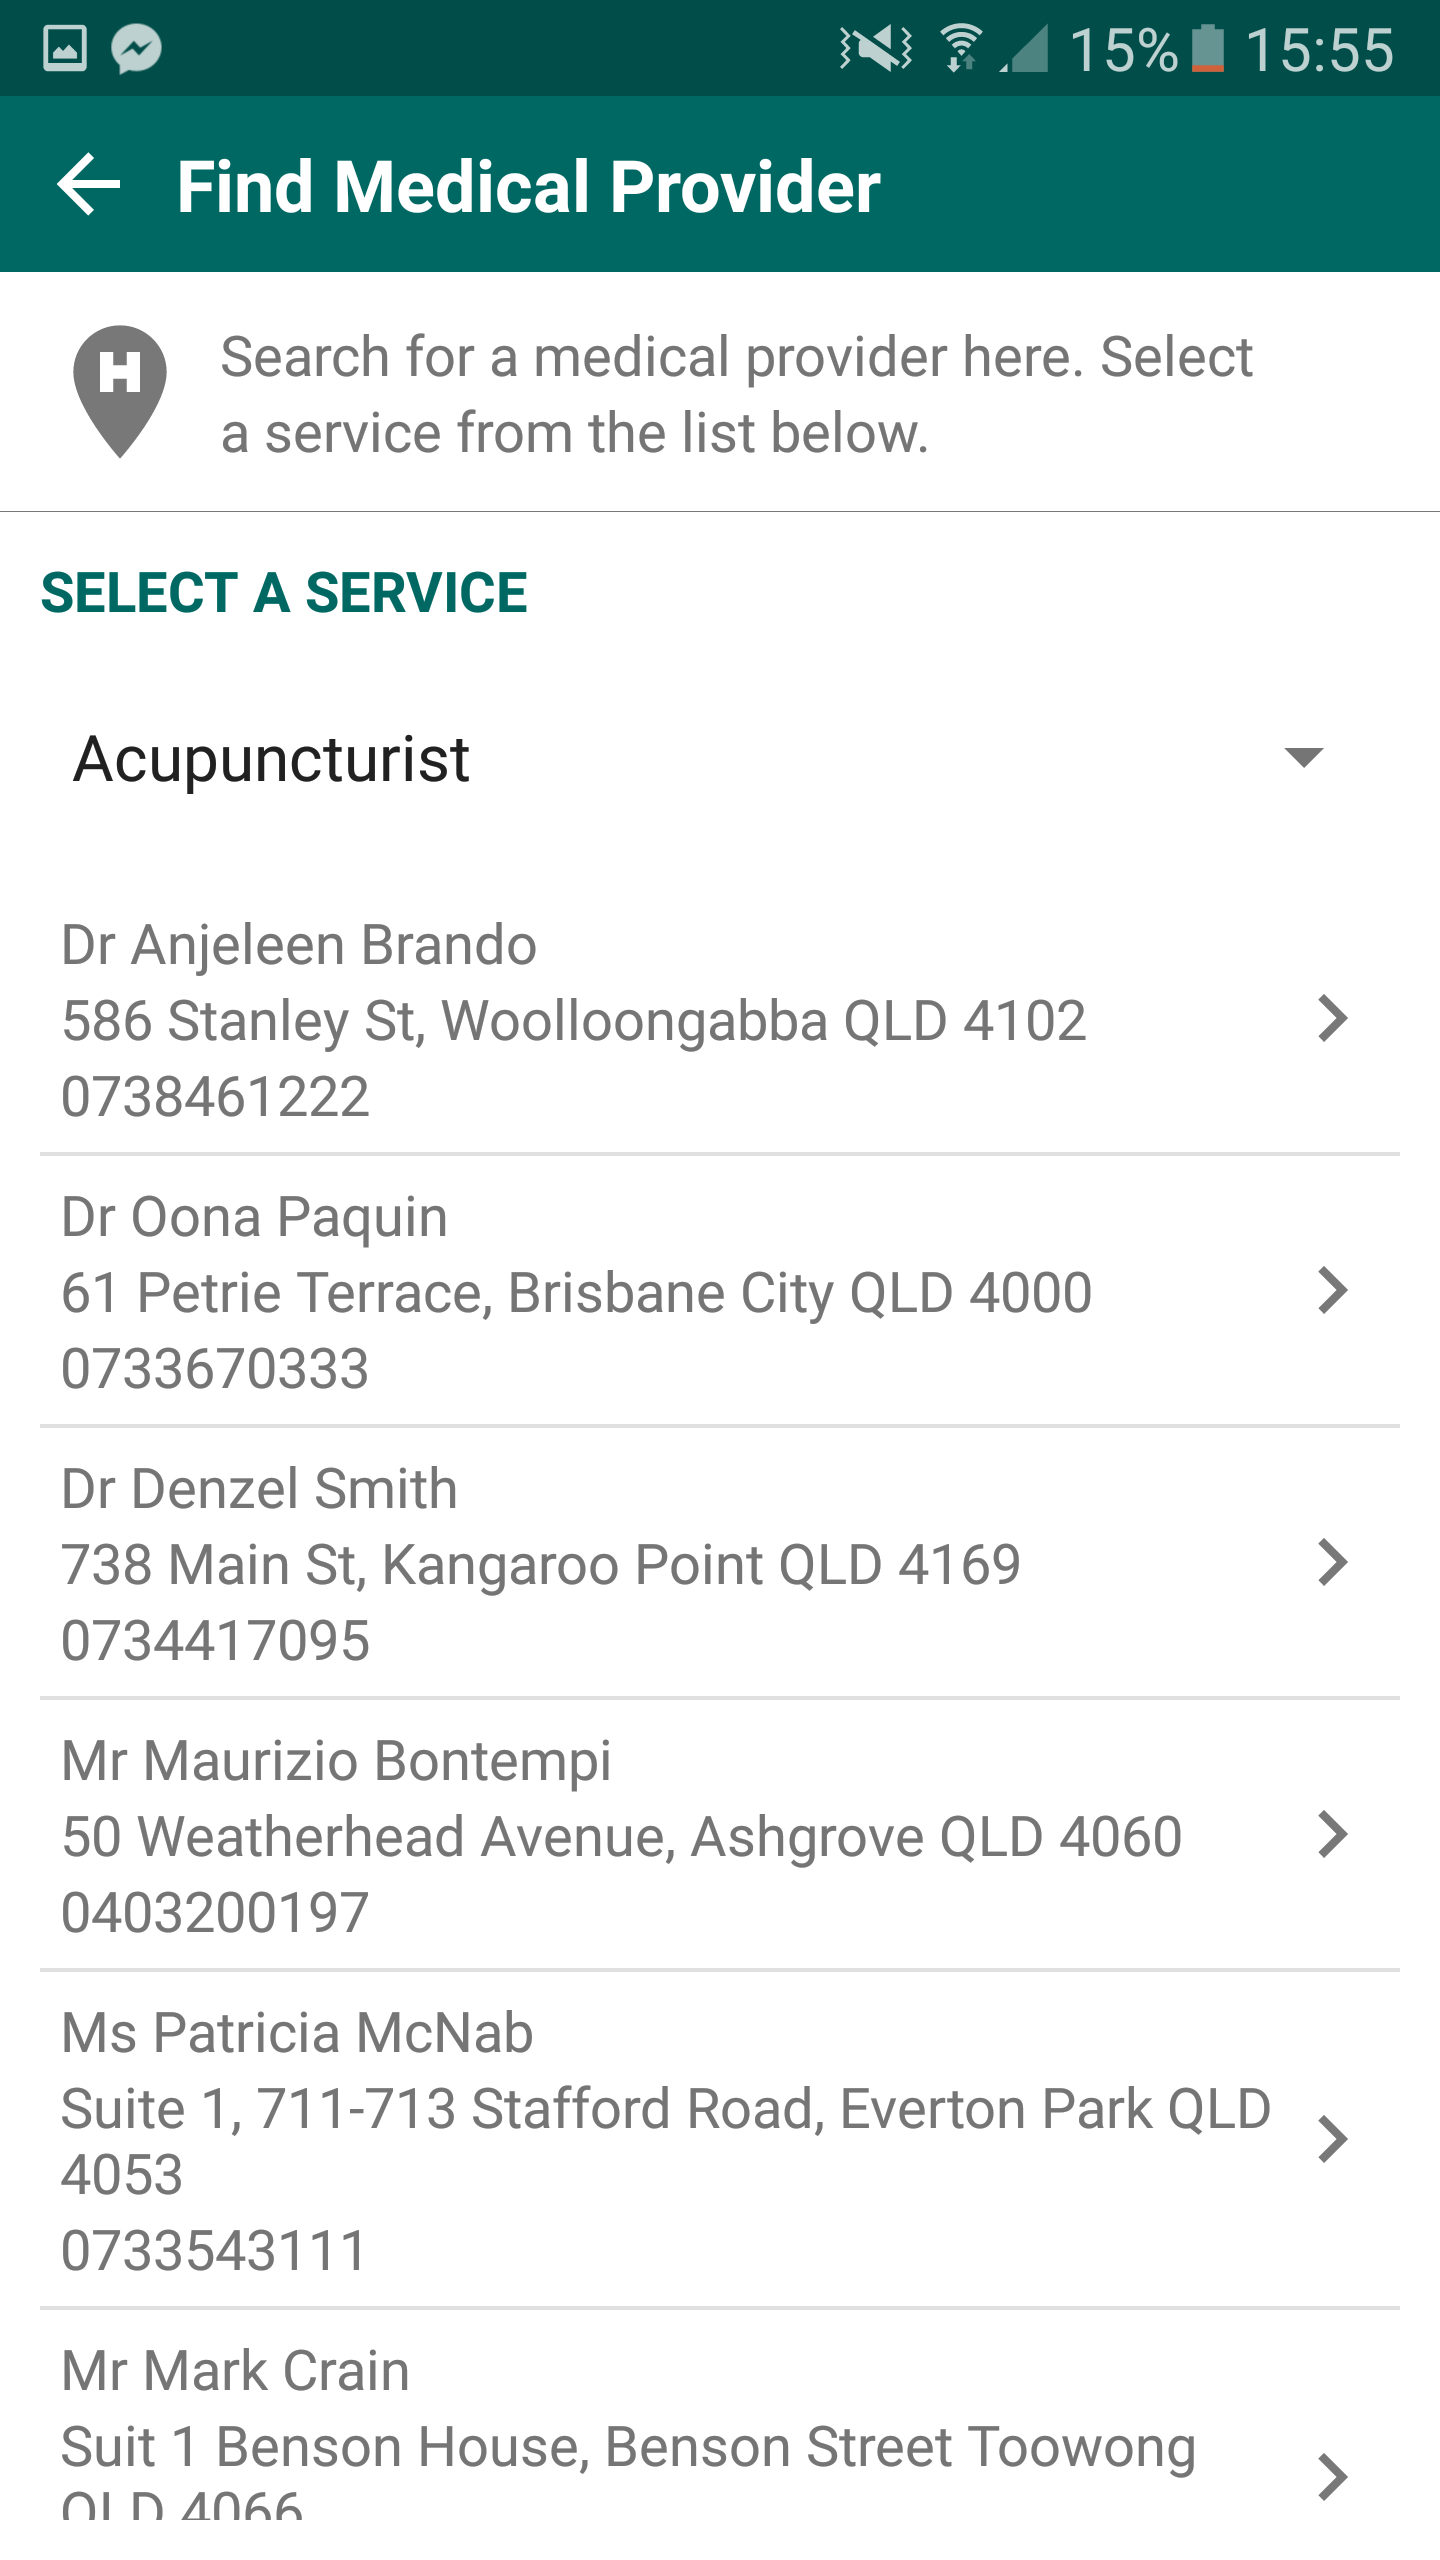 15% 15:55
Find Medical Provider
H
Search for a medical provider here. Select
a service from the list below.
SELECT A SERVICE
Acupuncturist
Dr Anjeleen Brando
586 Stanley St, Woolloongabba QLD 4102
0738461222
Dr Oona Paquin
61 Petrie Terrace, Brisbane City QLD 4000
0733670333
Dr Denzel Smith
738 Main St, Kangaroo Point QLD 4169
0734417095
Mr Maurizio Bontempi
50 Weatherhead Avenue, Ashgrove QLD 4060
0403200197
Ms Patricia McNab
Suite 1, 711-713 Stafford Road, Everton Park QLD
4053
0733543111
Mr Mark Crain
Suit 1 Benson House, Benson Street Toowong
QLD 4066